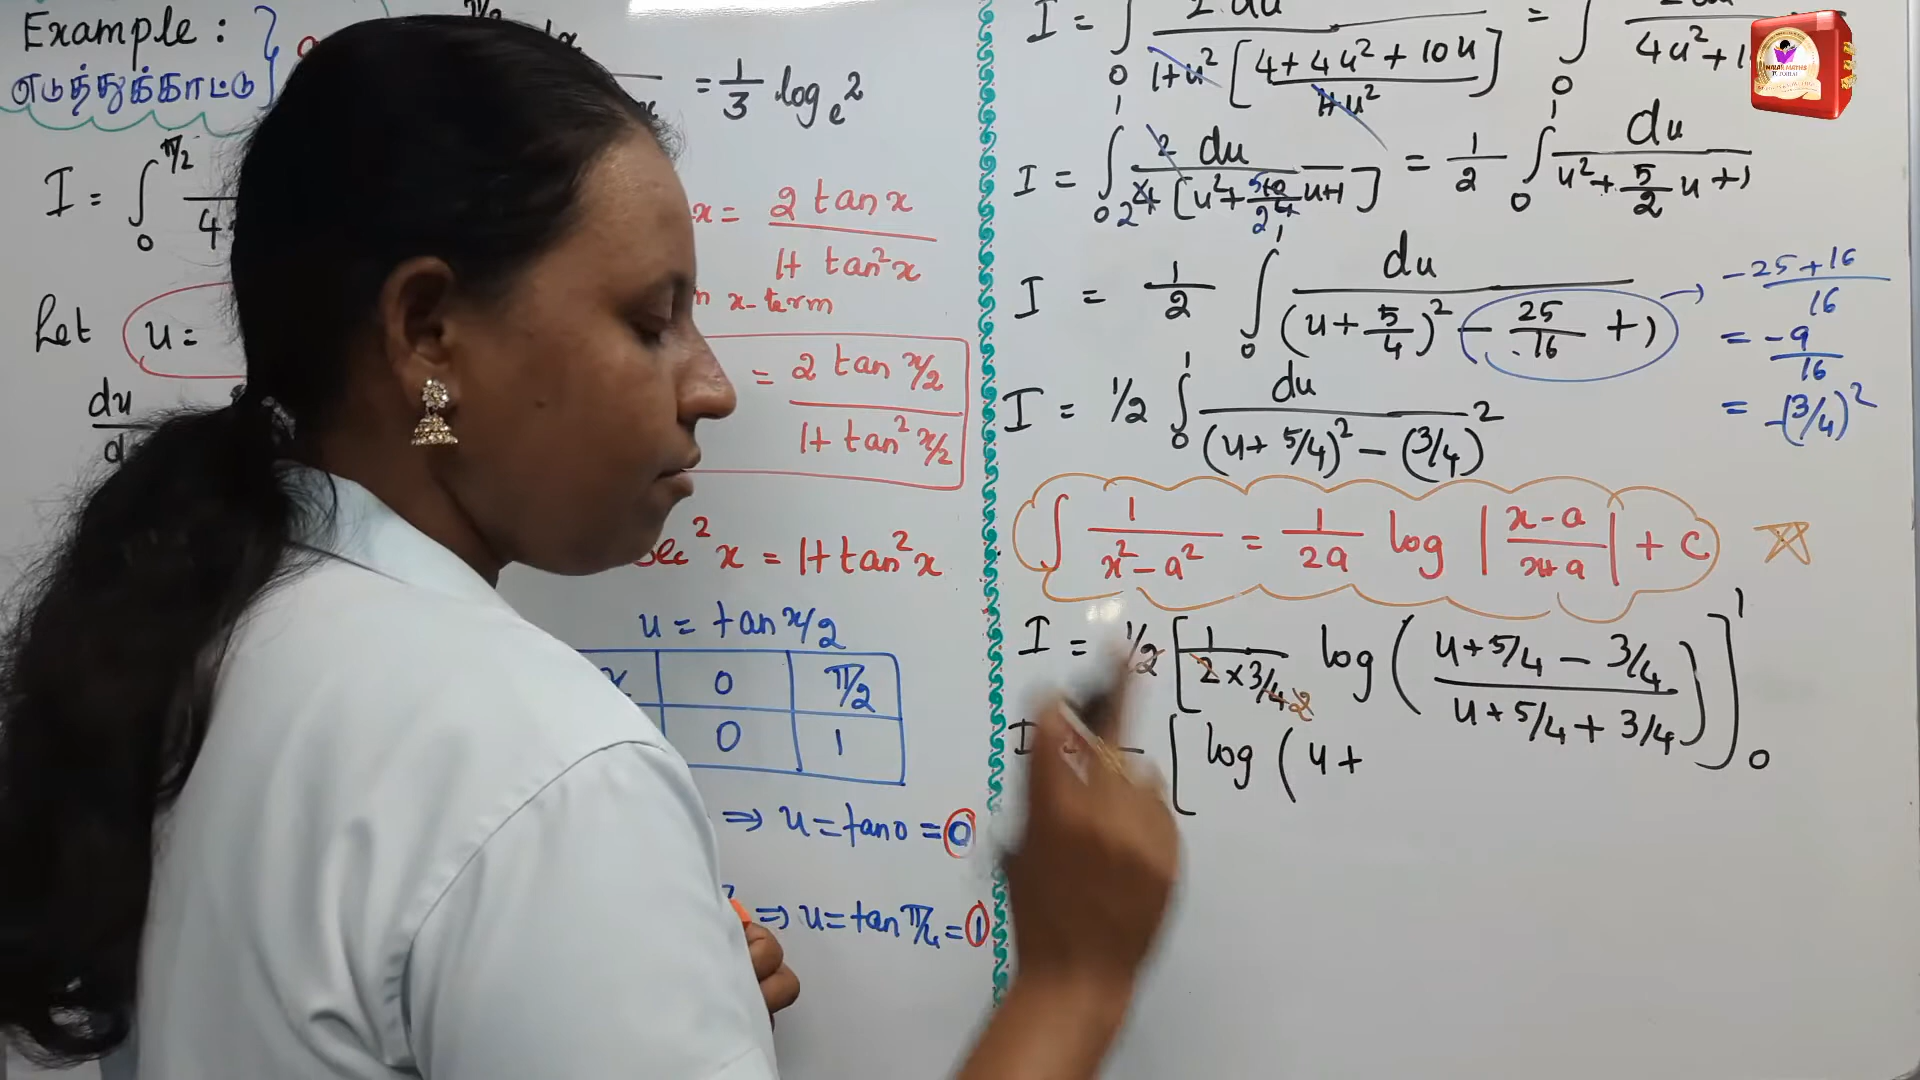 Example :
எடுத்துக்காட்டு
π/2
= 1/3 log_e 2
I = ∫_0^{π/2}
4
Let u =
du
x = 2 tan x / 1+ tan²x
x-term
= 2 tan x/2 / 1+ tan² x/2
sec²x = 1+tan²x
u = tan x/2
x 0 π/2
0 1
⇒ u = tan 0 = 0
⇒ u = tan π/4 = 1
I = ∫_0 2 du / 1+u² [4+4u²+10u / 1+u²] = ∫_0 / 4u²+1
I = ∫_0^1 2 du / 4 2 [u²+ 10/4 5/2 u+1] = 1/2 ∫_0^1 du / u²+ 5/2 u +1
I = 1/2 ∫_0^1 du / (u+5/4)² - 25/16 +1
-25+16 / 16
= -9/16
= -(3/4)²
I = 1/2 ∫_0^1 du / (u+5/4)² - (3/4)²
∫ 1/x²-a² = 1/2a log |x-a / x+a| + c
I = 1/2 [1 / 2×3/4 2 log (u+5/4 - 3/4 / u+5/4 + 3/4)]_0^1
I [log (u+